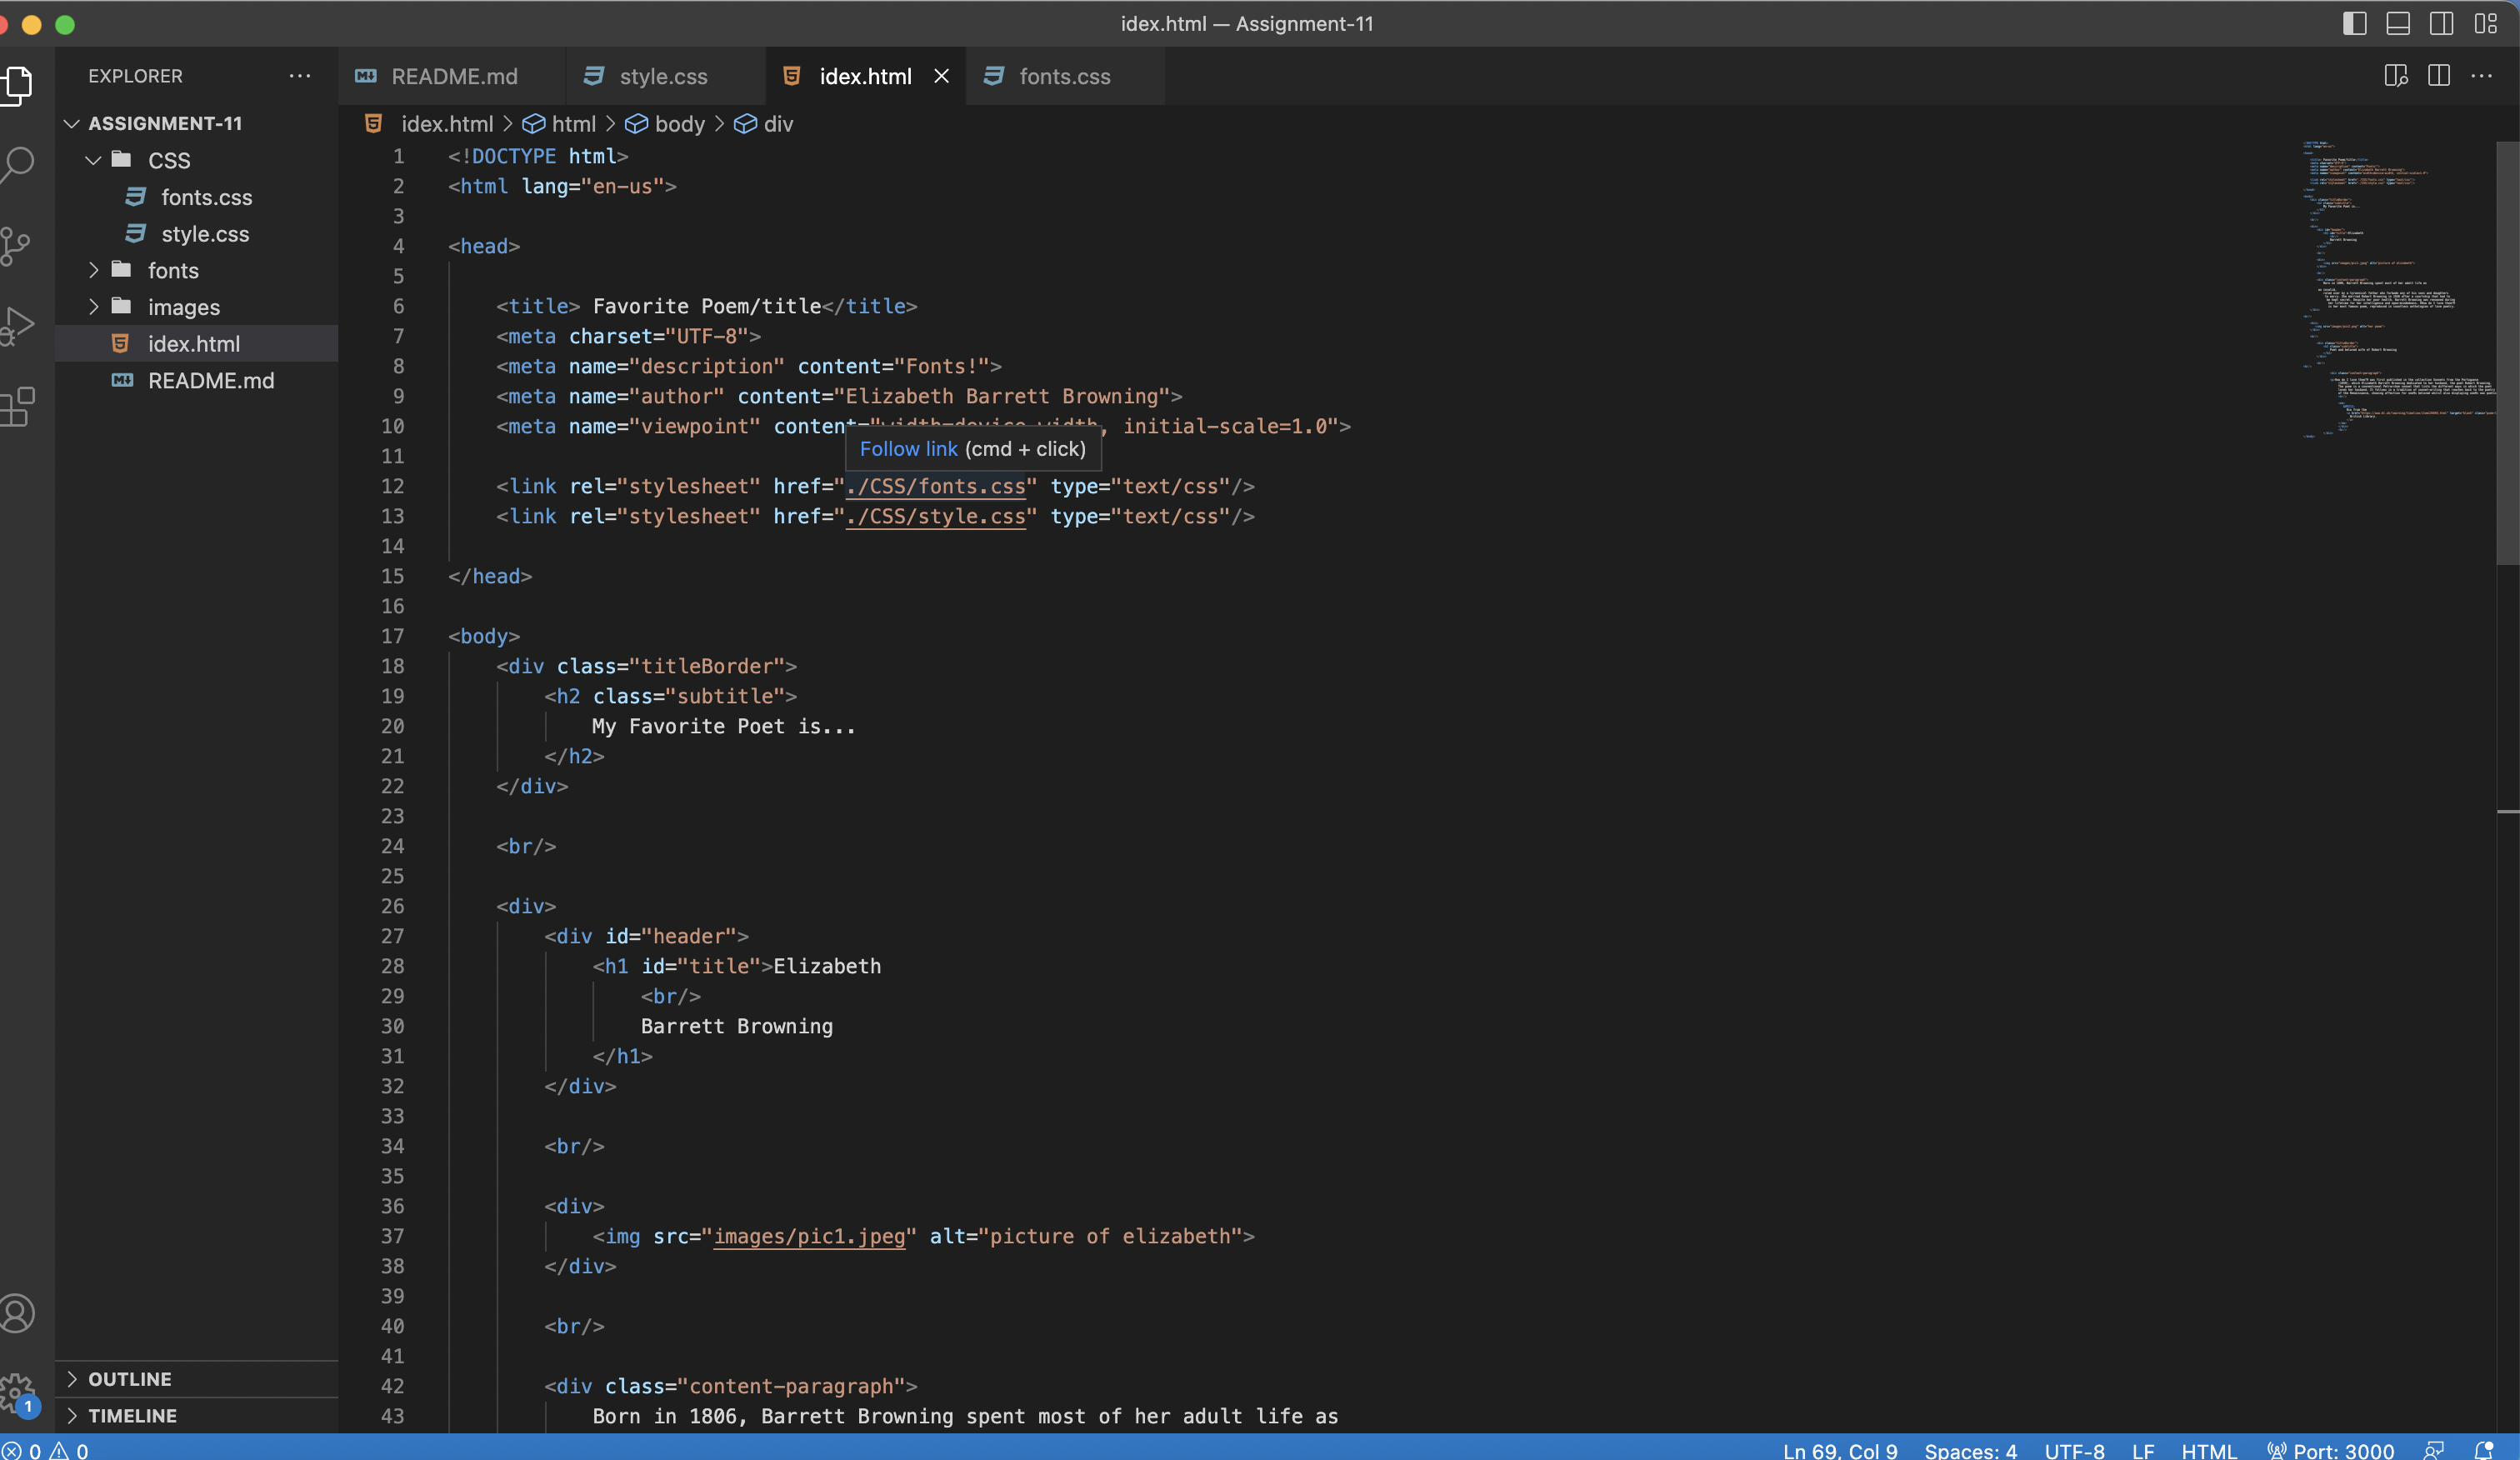 idex.html — Assignment-11
EXPLORER
README.md
style.css
idex.html
fonts.css
ASSIGNMENT-11
CSS
fonts.css
style.css
fonts
images
idex.html
README.md
OUTLINE
TIMELINE
idex.html > html > body > div
1 <!DOCTYPE html>
2 <html lang="en-us">
3
4 <head>
5
6 <title> Favorite Poem/title</title>
7 <meta charset="UTF-8">
8 <meta name="description" content="Fonts!">
9 <meta name="author" content="Elizabeth Barrett Browning">
10 <meta name="viewpoint" content="width=device-width, initial-scale=1.0">
Follow link (cmd + click)
11
12 <link rel="stylesheet" href="./CSS/fonts.css" type="text/css"/>
13 <link rel="stylesheet" href="./CSS/style.css" type="text/css"/>
14
15 </head>
16
17 <body>
18 <div class="titleBorder">
19 <h2 class="subtitle">
20 My Favorite Poet is...
21 </h2>
22 </div>
23
24 <br/>
25
26 <div>
27 <div id="header">
28 <h1 id="title">Elizabeth
29 <br/>
30 Barrett Browning
31 </h1>
32 </div>
33
34 <br/>
35
36 <div>
37 <img src="images/pic1.jpeg" alt="picture of elizabeth">
38 </div>
39
40 <br/>
41
42 <div class="content-paragraph">
43 Born in 1806, Barrett Browning spent most of her adult life as
1
0 0
Ln 69, Col 9 Spaces: 4 UTF-8 LF HTML Port: 3000